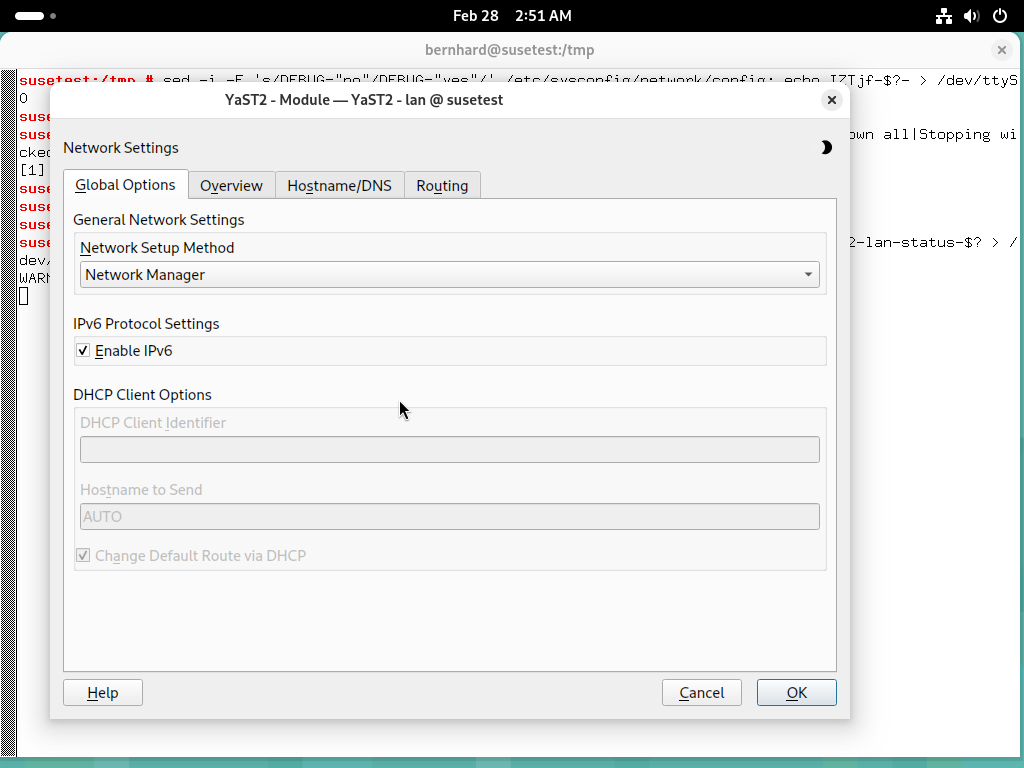 Feb 28 2:51 AM
bernhard@susetest:/tmp
susetest:/tmp # sed -i -E 's/DEBUG="no"/DEBUG="yes"/' /etc/sysconfig/network/config; echo IZTjf-$?- > /dev/ttyS
0
YaST2 - Module — YaST2 - lan @ susetest
suse
suse own all|Stopping wi
cked
[1]
suse
suse
suse
suse 2-lan-status-$? > /
dev/
WARN
Network Settings
Global Options Overview Hostname/DNS Routing
General Network Settings
Network Setup Method
Network Manager
IPv6 Protocol Settings
Enable IPv6
DHCP Client Options
DHCP Client Identifier
Hostname to Send
AUTO
Change Default Route via DHCP
Help Cancel OK